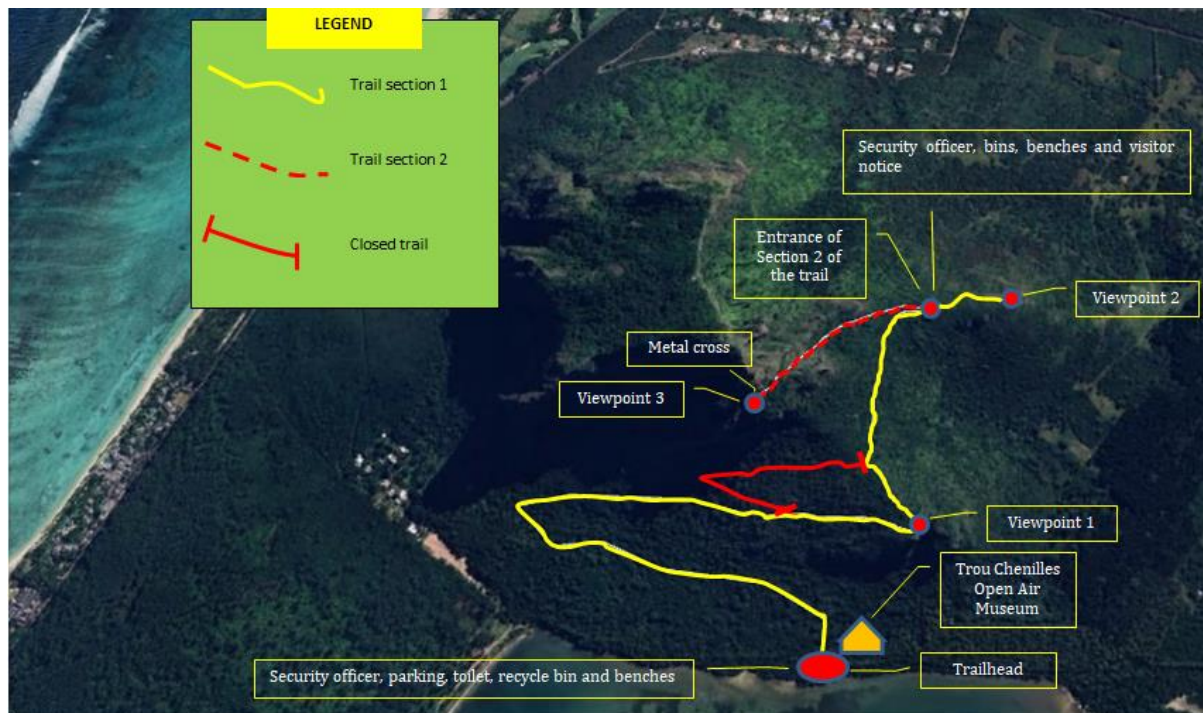 LEGEND
Trail section 1
Trail section 2
Closed trail
Security officer, bins, benches and visitor
notice
Entrance of
Section 2 of
the trail
Viewpoint 2
Metal cross
Viewpoint 3
Viewpoint 1
Trou Chenilles
Open Air
Museum
Security officer, parking, toilet, recycle bin and benches
Trailhead